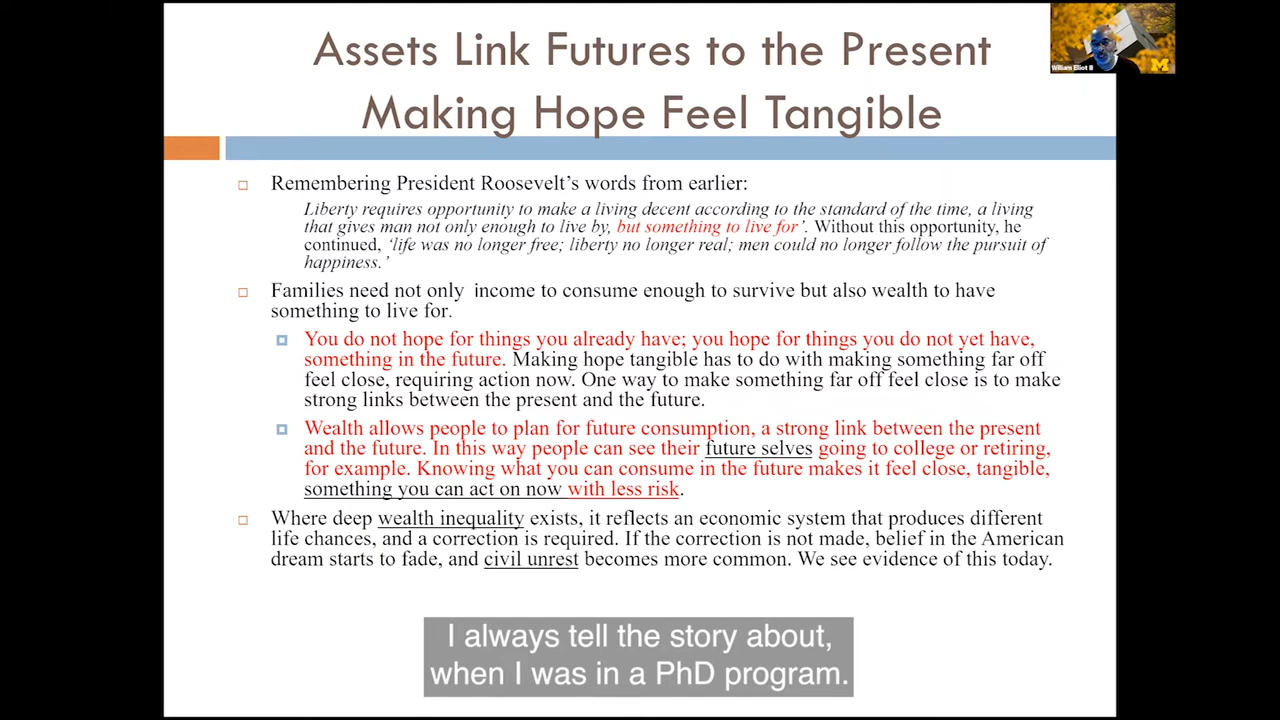 Assets Link Futures to the Present
Making Hope Feel Tangible
William Eliot III
M
Remembering President Roosevelt’s words from earlier:
Liberty requires opportunity to make a living decent according to the standard of the time, a living
that gives man not only enough to live by, but something to live for’. Without this opportunity, he
continued, ‘life was no longer free; liberty no longer real; men could no longer follow the pursuit of
happiness.’
Families need not only income to consume enough to survive but also wealth to have
something to live for.
You do not hope for things you already have; you hope for things you do not yet have,
something in the future. Making hope tangible has to do with making something far off
feel close, requiring action now. One way to make something far off feel close is to make
strong links between the present and the future.
Wealth allows people to plan for future consumption, a strong link between the present
and the future. In this way people can see their future selves going to college or retiring,
for example. Knowing what you can consume in the future makes it feel close, tangible,
something you can act on now with less risk.
Where deep wealth inequality exists, it reflects an economic system that produces different
life chances, and a correction is required. If the correction is not made, belief in the American
dream starts to fade, and civil unrest becomes more common. We see evidence of this today.
I always tell the story about,
when I was in a PhD program.